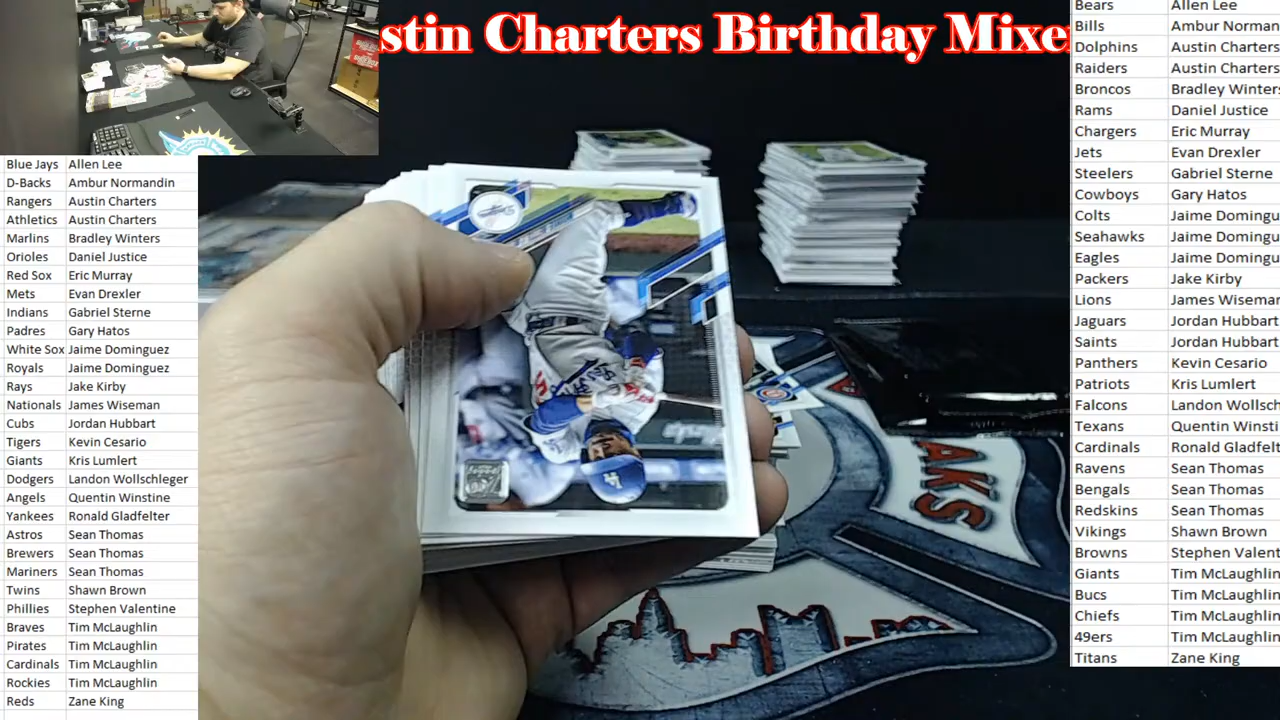 stin Charters Birthday Mixe
Blue Jays Allen Lee
D-Backs Ambur Normandin
Rangers Austin Charters
Athletics Austin Charters
Marlins Bradley Winters
Orioles Daniel Justice
Red Sox Eric Murray
Mets Evan Drexler
Indians Gabriel Sterne
Padres Gary Hatos
White Sox Jaime Dominguez
Royals Jaime Dominguez
Rays Jake Kirby
Nationals James Wiseman
Cubs Jordan Hubbart
Tigers Kevin Cesario
Giants Kris Lumlert
Dodgers Landon Wollschleger
Angels Quentin Winstine
Yankees Ronald Gladfelter
Astros Sean Thomas
Brewers Sean Thomas
Mariners Sean Thomas
Twins Shawn Brown
Phillies Stephen Valentine
Braves Tim McLaughlin
Pirates Tim McLaughlin
Cardinals Tim McLaughlin
Rockies Tim McLaughlin
Reds Zane King
AKS
Bears Allen Lee
Bills Ambur Norman
Dolphins Austin Charters
Raiders Austin Charters
Broncos Bradley Winters
Rams Daniel Justice
Chargers Eric Murray
Jets Evan Drexler
Steelers Gabriel Sterne
Cowboys Gary Hatos
Colts Jaime Domingu
Seahawks Jaime Domingu
Eagles Jaime Domingu
Packers Jake Kirby
Lions James Wiseman
Jaguars Jordan Hubbart
Saints Jordan Hubbart
Panthers Kevin Cesario
Patriots Kris Lumlert
Falcons Landon Wollsch
Texans Quentin Winsti
Cardinals Ronald Gladfelt
Ravens Sean Thomas
Bengals Sean Thomas
Redskins Sean Thomas
Vikings Shawn Brown
Browns Stephen Valent
Giants Tim McLaughlin
Bucs Tim McLaughlin
Chiefs Tim McLaughlin
49ers Tim McLaughlin
Titans Zane King